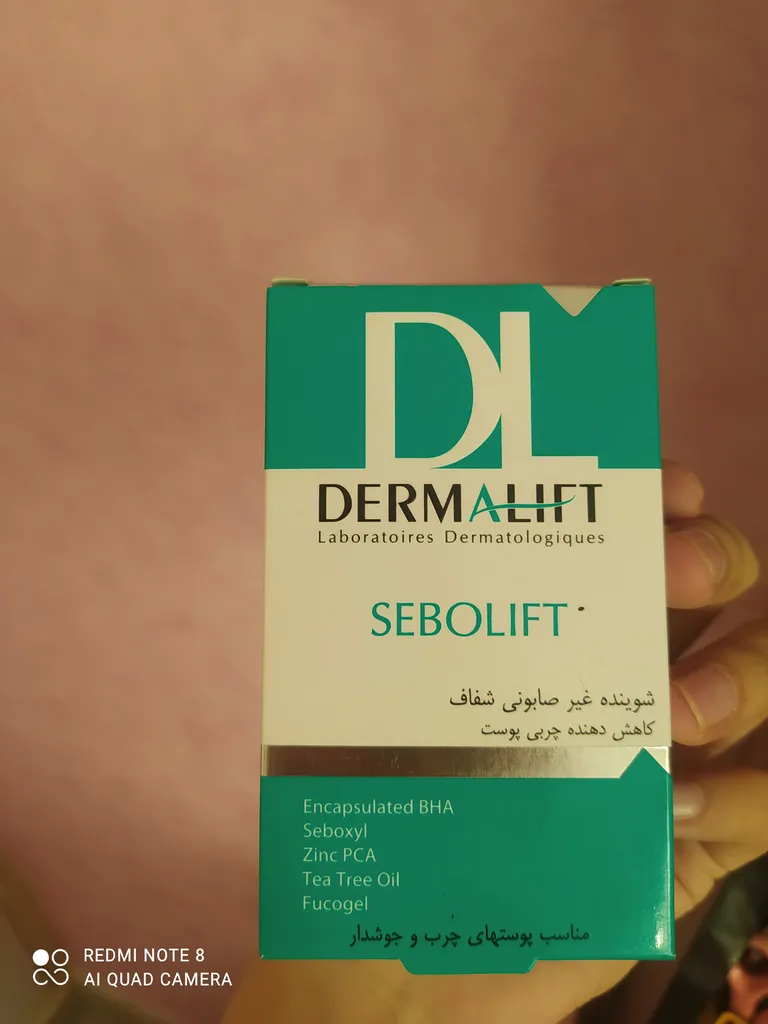 DL
DERMALIFT
Laboratoires Dermatologiques
SEBOLIFT
شوینده غیر صابونی شفاف
کاهش دهنده چربی پوست
Encapsulated BHA
Seboxyl
Zinc PCA
Tea Tree Oil
Fucogel
مناسب پوستهای چرب و جوشدار
REDMI NOTE 8
AI QUAD CAMERA